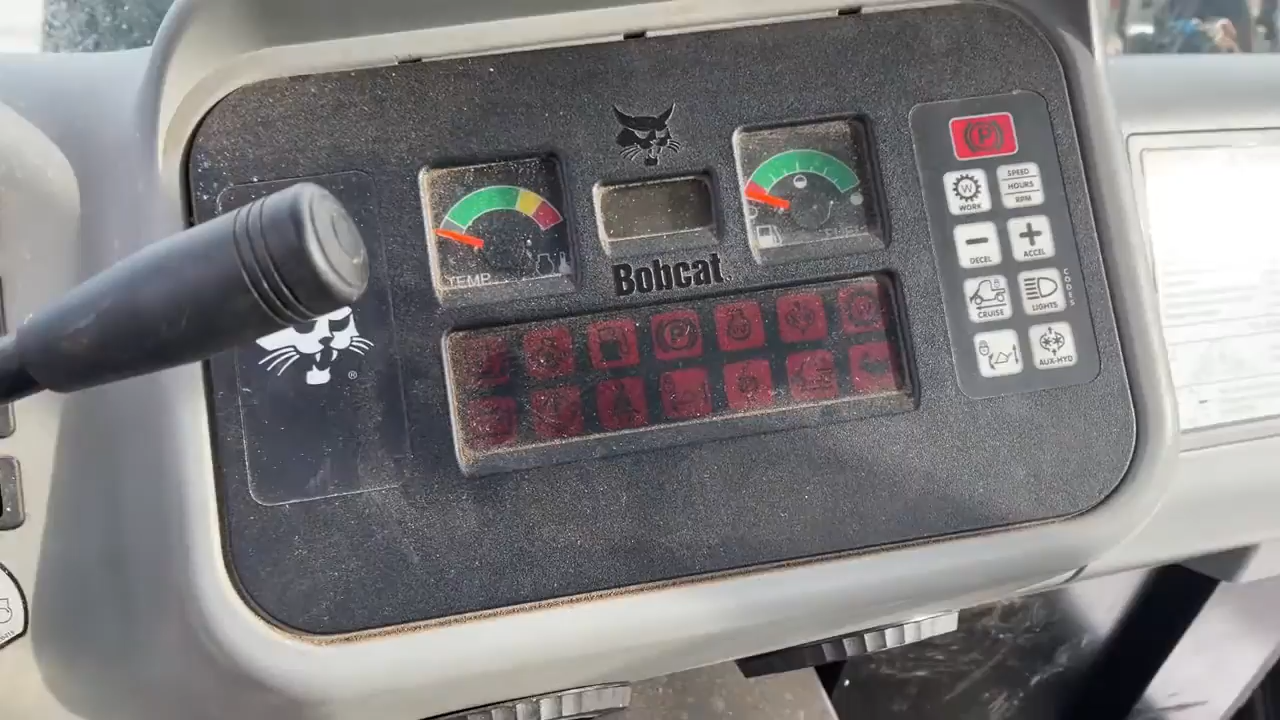 TEMP
Bobcat
FUEL
P
W
WORK
SPEED
HOURS
RPM
DECEL
ACCEL
CRUISE
LIGHTS
CODES
AUX-HYD
P
®